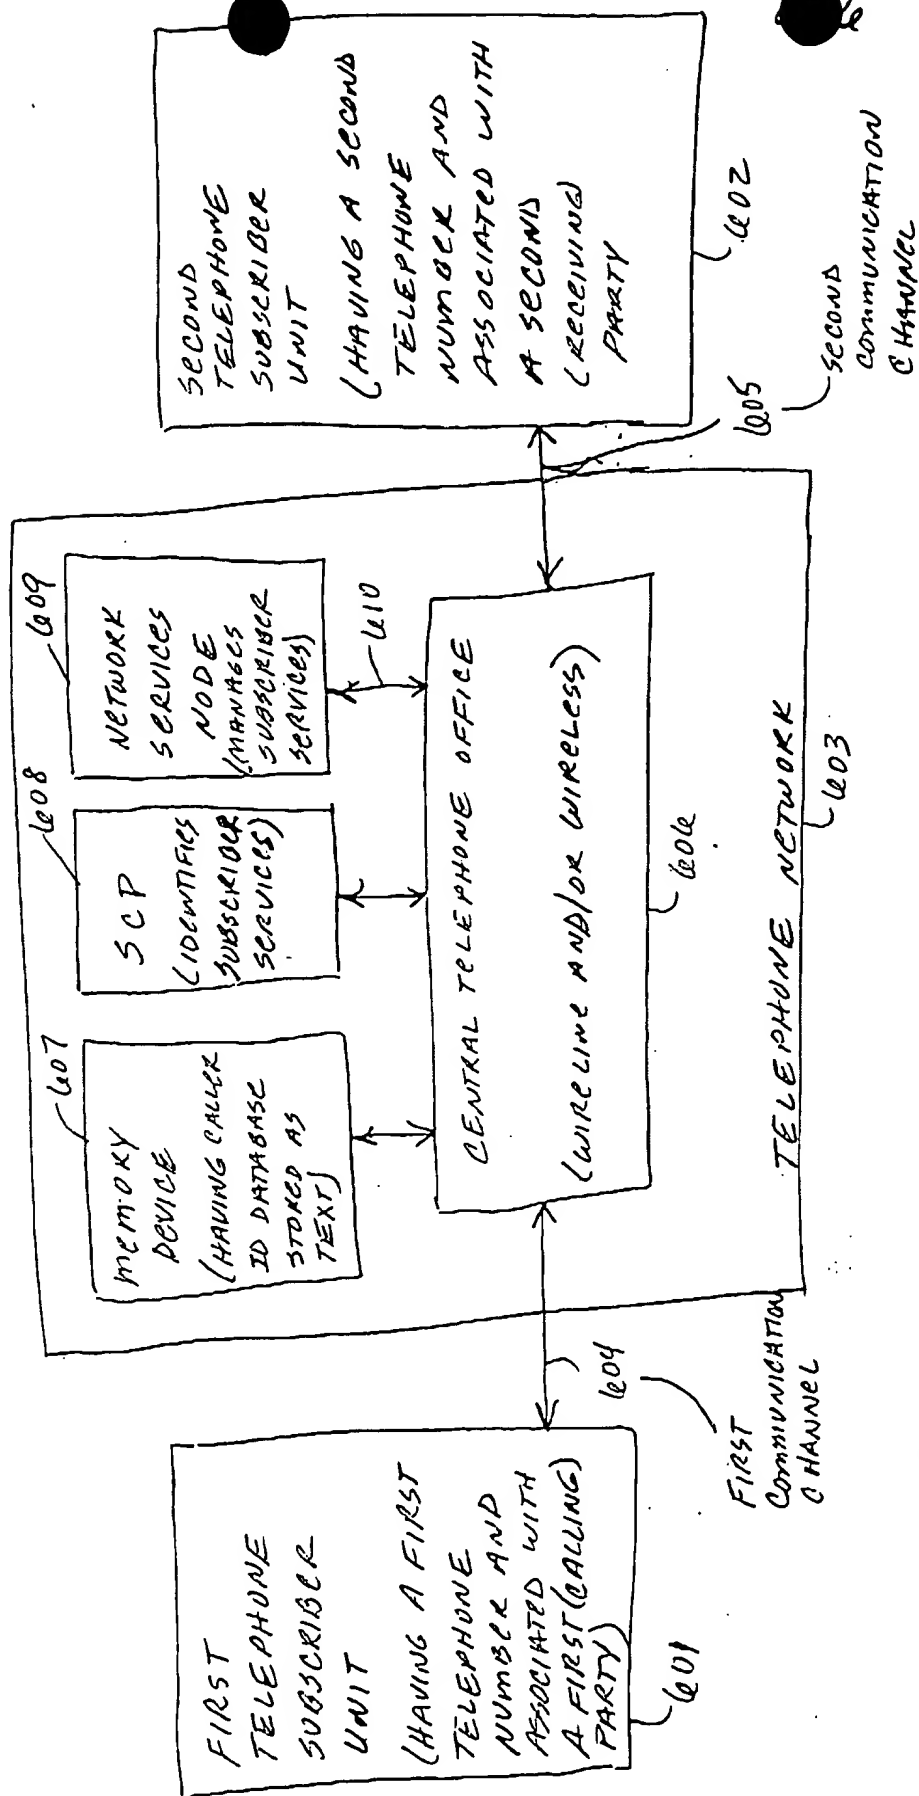 FIRST
TELEPHONE
SUBSCRIBER
UNIT
(HAVING A FIRST
TELEPHONE
NUMBER AND
ASSOCIATED WITH
A FIRST (CALLING)
PARTY)
601
604
FIRST
COMMUNICATION
CHANNEL
607
MEMORY
DEVICE
(HAVING CALLER
ID DATABASE
STORED AS
TEXT)
608
SCP
(IDENTIFIES
SUBSCRIBER
SERVICES)
609
NETWORK
SERVICES
NODE
(MANAGES
SUBSCRIBER
SERVICES)
610
CENTRAL TELEPHONE OFFICE
(WIRELINE AND/OR WIRELESS)
606
TELEPHONE NETWORK
603
605
SECOND
COMMUNICATION
CHANNEL
SECOND
TELEPHONE
SUBSCRIBER
UNIT
(HAVING A SECOND
TELEPHONE
NUMBER AND
ASSOCIATED WITH
A SECOND
(RECEIVING)
PARTY
602